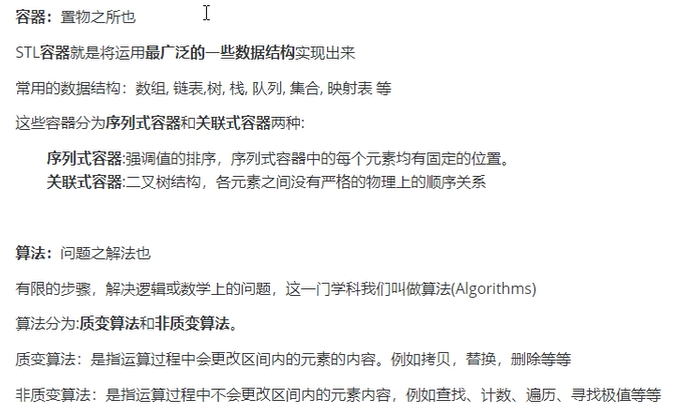 容器：置物之所也
STL容器就是将运用最广泛的一些数据结构实现出来
常用的数据结构：数组, 链表,树, 栈, 队列, 集合, 映射表 等
这些容器分为序列式容器和关联式容器两种:
序列式容器:强调值的排序，序列式容器中的每个元素均有固定的位置。
关联式容器:二叉树结构，各元素之间没有严格的物理上的顺序关系
算法：问题之解法也
有限的步骤，解决逻辑或数学上的问题，这一门学科我们叫做算法(Algorithms)
算法分为:质变算法和非质变算法。
质变算法：是指运算过程中会更改区间内的元素的内容。例如拷贝，替换，删除等等
非质变算法：是指运算过程中不会更改区间内的元素内容，例如查找、计数、遍历、寻找极值等等